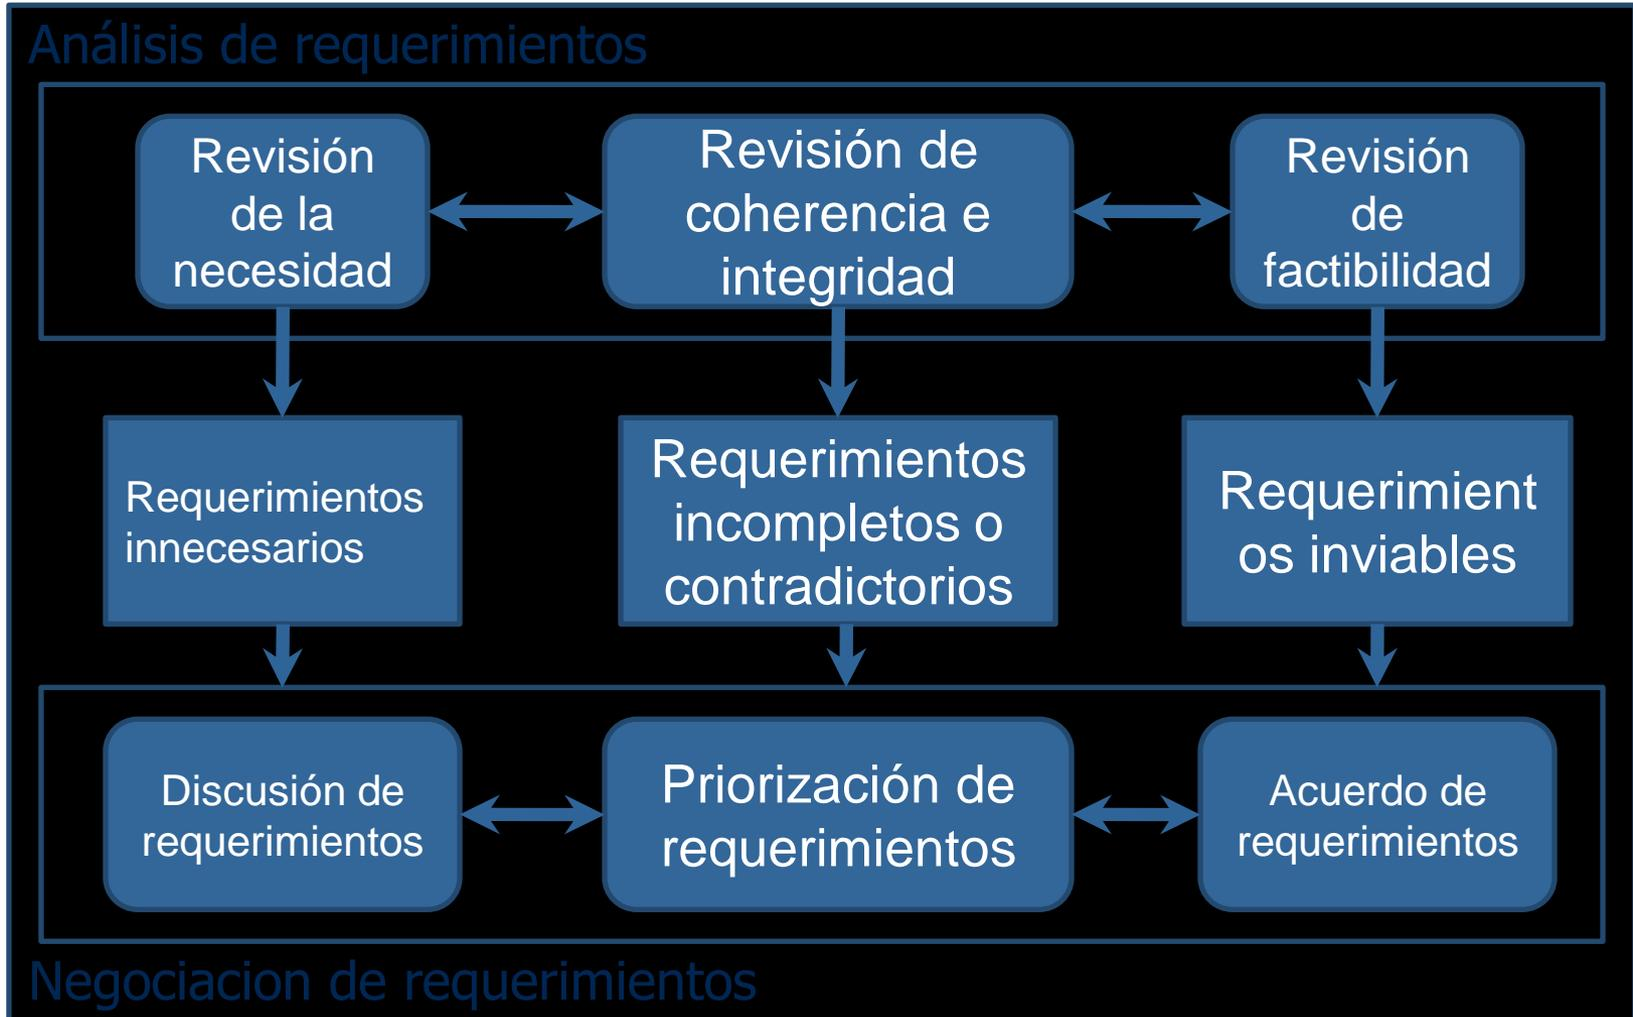 Análisis de requerimientos
Revisión
de la
necesidad
Revisión de
coherencia e
integridad
Revisión
de
factibilidad
Requerimientos
innecesarios
Requerimientos
incompletos o
contradictorios
Requerimient
os inviables
Discusión de
requerimientos
Priorización de
requerimientos
Acuerdo de
requerimientos
Negociacion de requerimientos